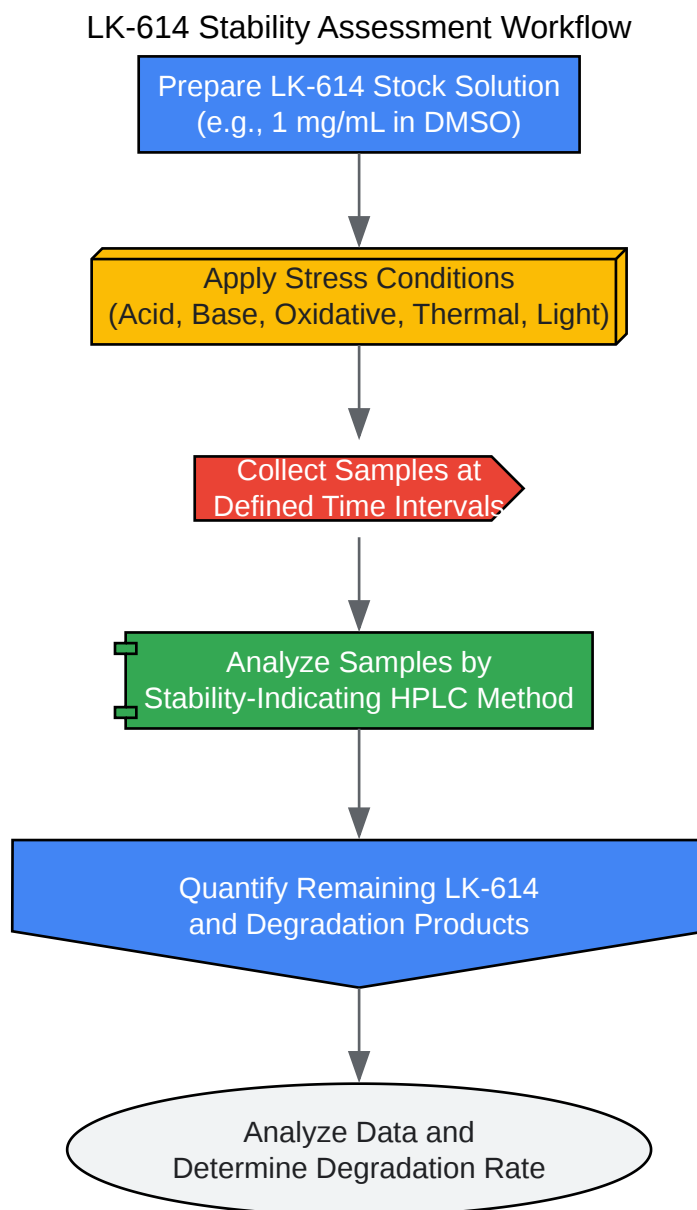 LK-614 Stability Assessment Workflow
Prepare LK-614 Stock Solution
(e.g., 1 mg/mL in DMSO)
Apply Stress Conditions
(Acid, Base, Oxidative, Thermal, Light)
Collect Samples at
Defined Time Intervals
Analyze Samples by
Stability-Indicating HPLC Method
Quantify Remaining LK-614
and Degradation Products
Analyze Data and
Determine Degradation Rate